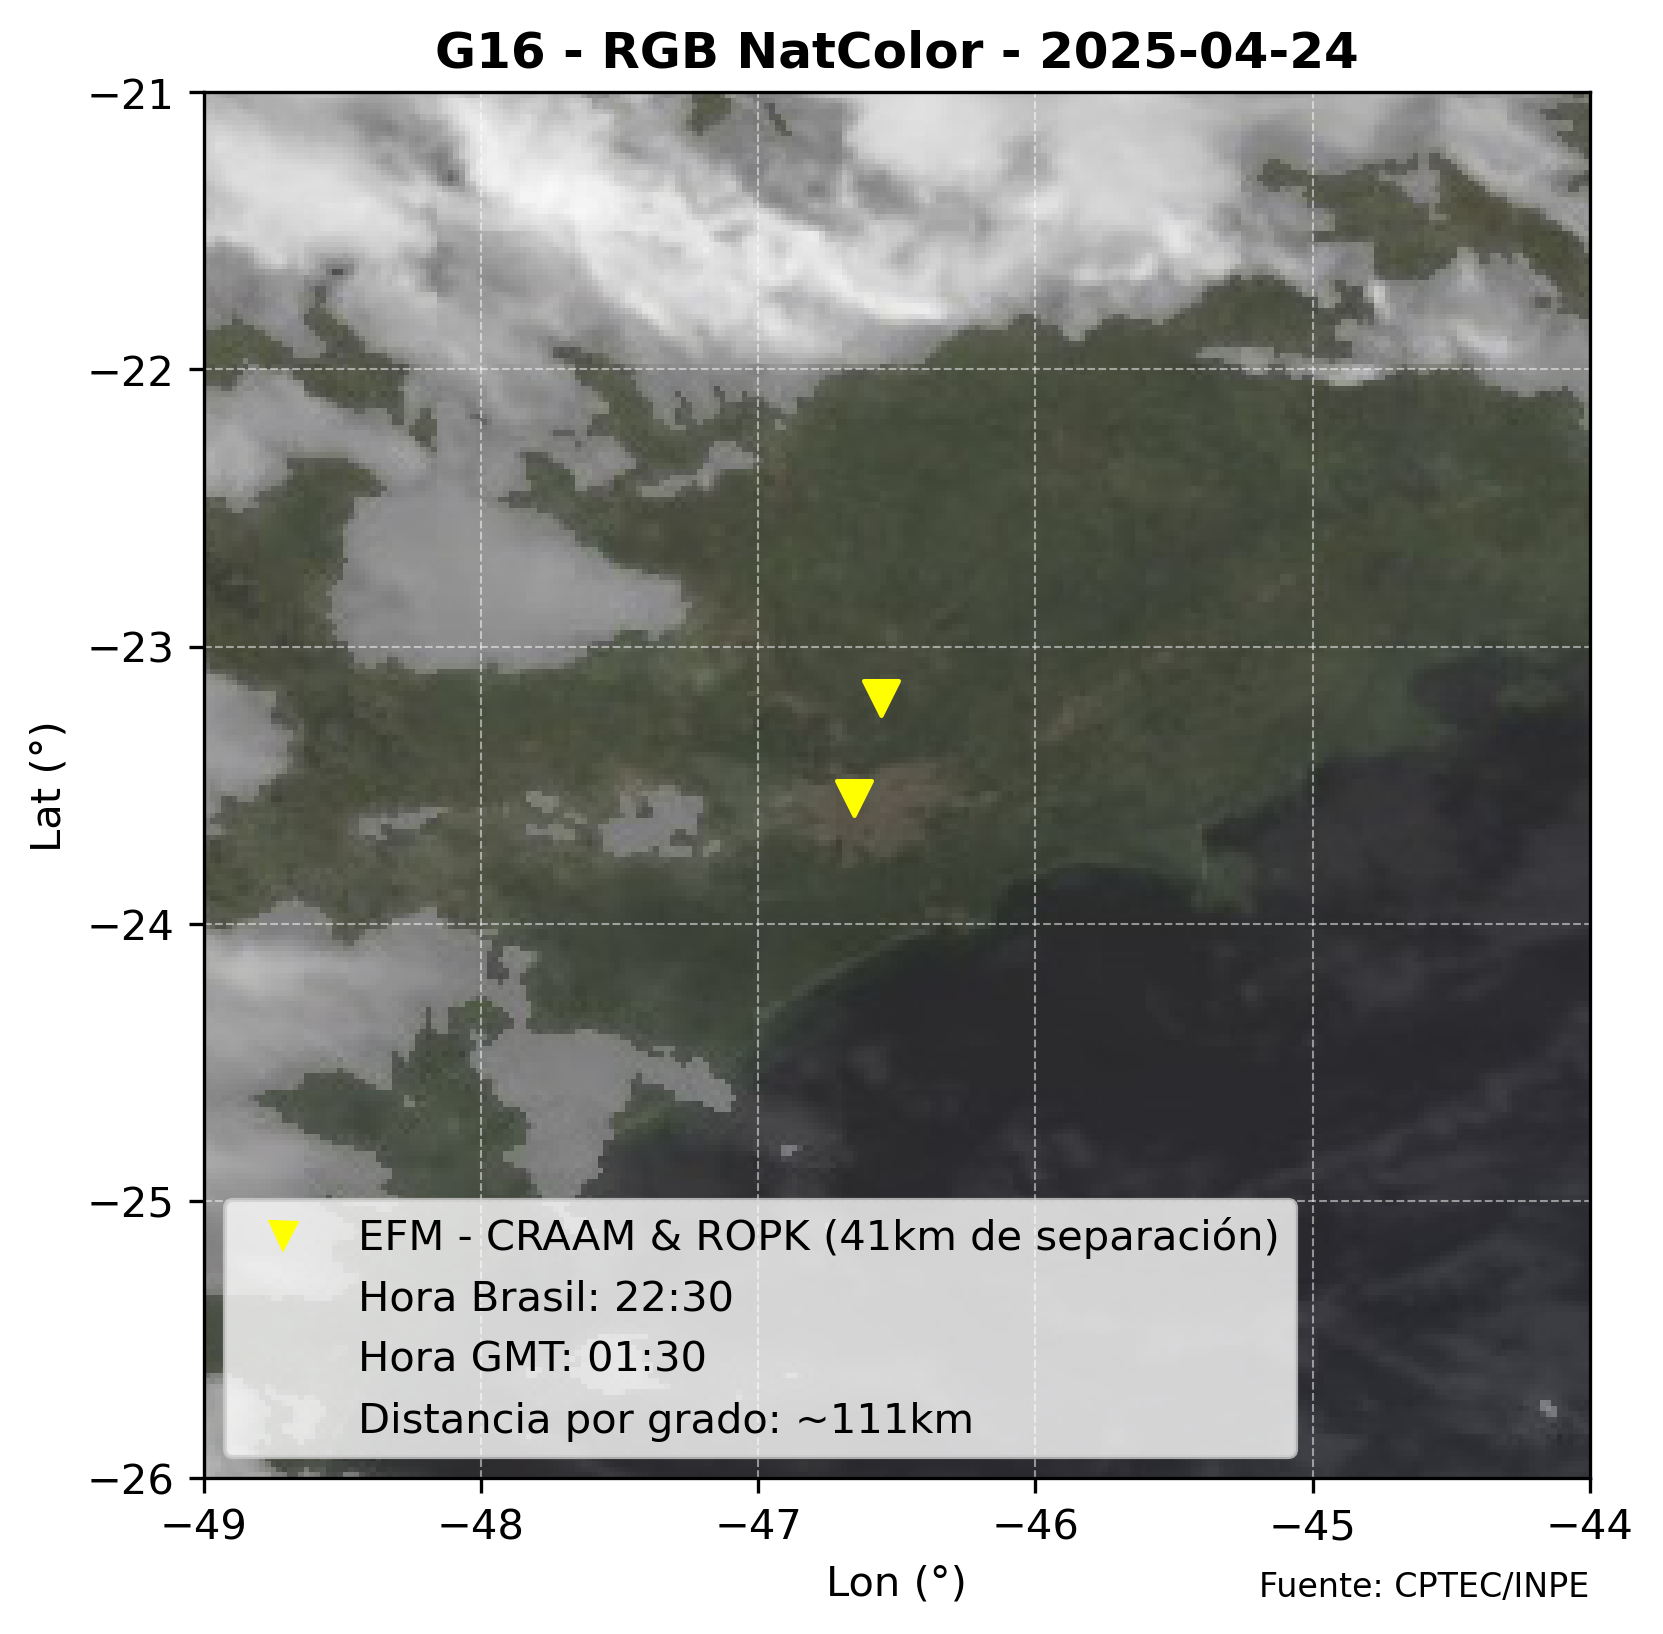 G16 - RGB NatColor - 2025-04-24
−21
−22
−23
−24
−25
−26
Lat (°)
EFM - CRAAM & ROPK (41km de separación)
Hora Brasil: 22:30
Hora GMT: 01:30
Distancia por grado: ~111km
−49 −48 −47 −46 −45 −44
Lon (°)
Fuente: CPTEC/INPE